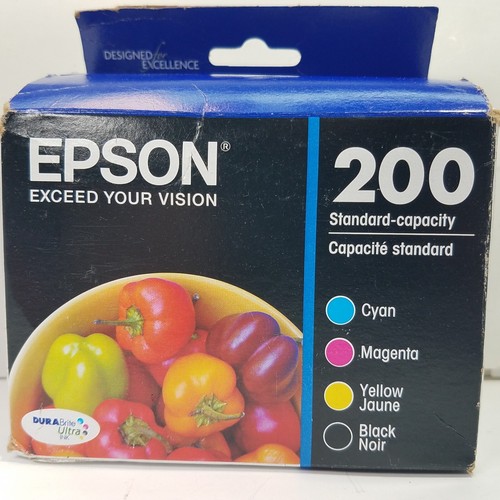 DESIGNED for
EXCELLENCE
EPSON®
EXCEED YOUR VISION
200
Standard-capacity
Capacité standard
Cyan
Magenta
Yellow
Jaune
Black
Noir
DURABrite
Ultra
Ink